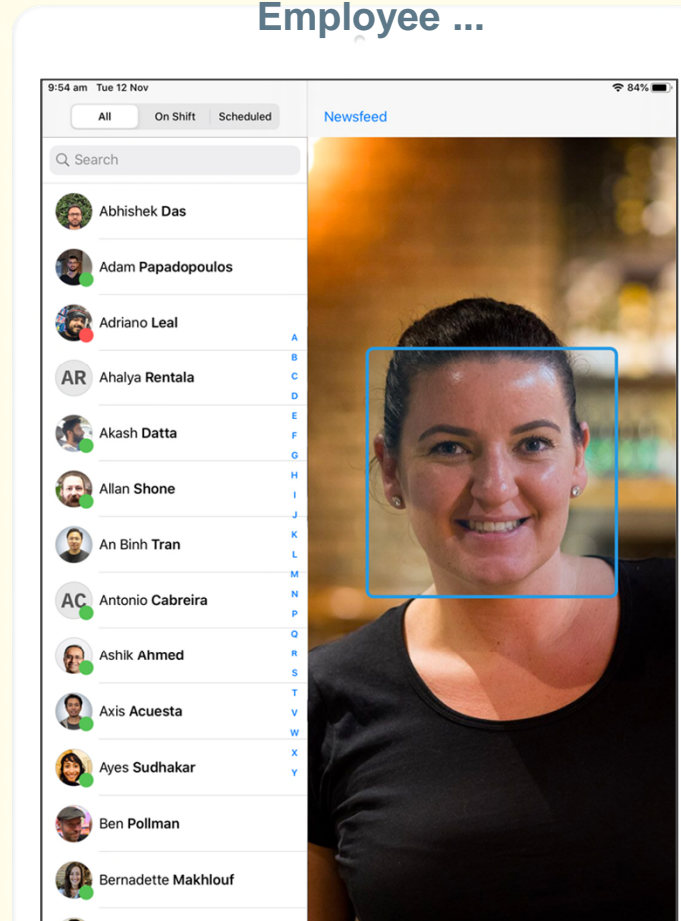 Employee ...
9:54 am Tue 12 Nov
84%
All On Shift Scheduled
Newsfeed
Search
Abhishek Das
Adam Papadopoulos
Adriano Leal
AR Ahalya Rentala
Akash Datta
Allan Shone
An Binh Tran
AC Antonio Cabreira
Ashik Ahmed
Axis Acuesta
Ayes Sudhakar
Ben Pollman
Bernadette Makhlouf
A
B
C
D
E
F
G
H
I
J
K
L
M
N
P
Q
R
S
T
V
W
X
Y